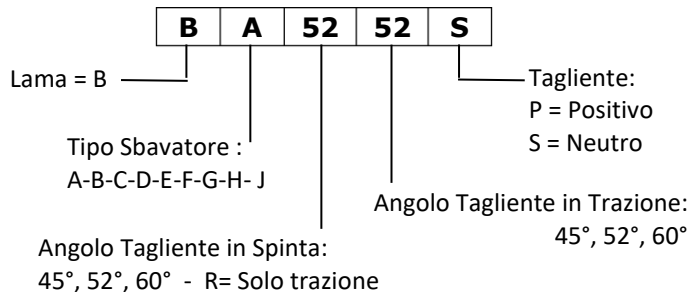 B A 52 52 S
Lama = B
Tagliente:
P = Positivo
S = Neutro
Tipo Sbavatore :
A-B-C-D-E-F-G-H- J
Angolo Tagliente in Trazione:
45°, 52°, 60°
Angolo Tagliente in Spinta:
45°, 52°, 60° - R= Solo trazione